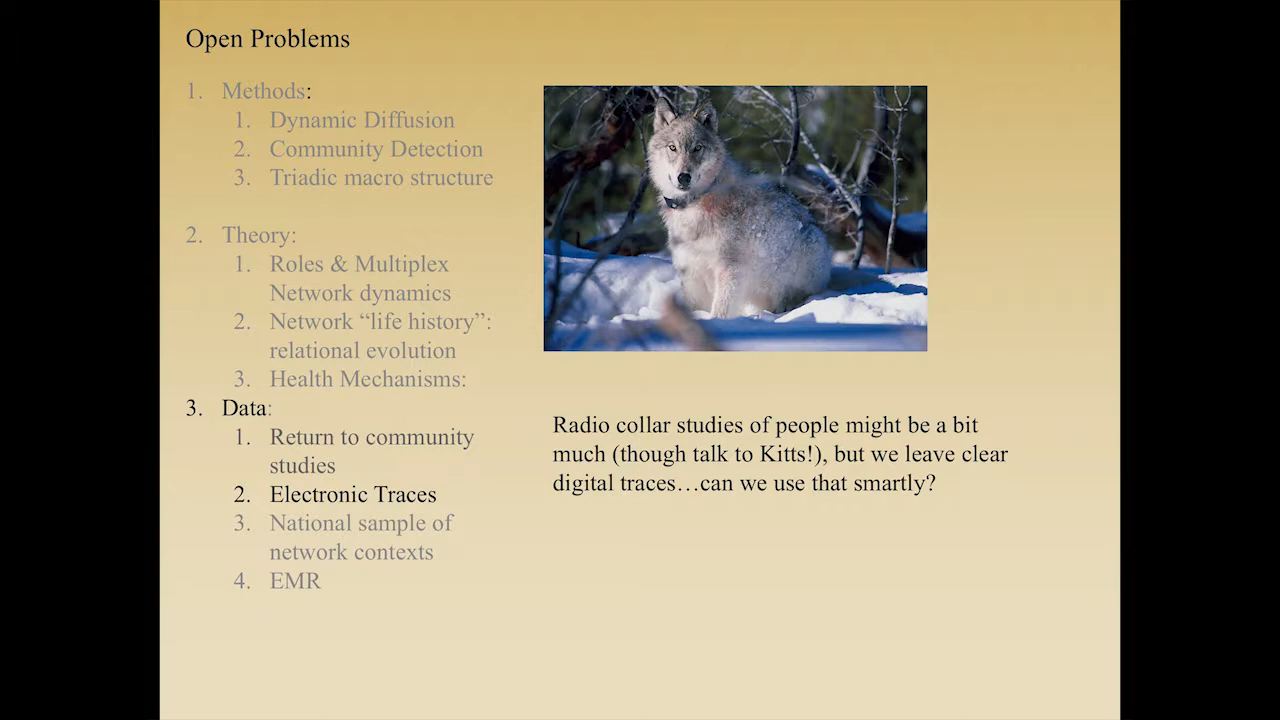 Open Problems
1. Methods:
1. Dynamic Diffusion
2. Community Detection
3. Triadic macro structure
2. Theory:
1. Roles & Multiplex
Network dynamics
2. Network “life history”:
relational evolution
3. Health Mechanisms:
3. Data:
1. Return to community
studies
2. Electronic Traces
3. National sample of
network contexts
4. EMR
Radio collar studies of people might be a bit
much (though talk to Kitts!), but we leave clear
digital traces…can we use that smartly?